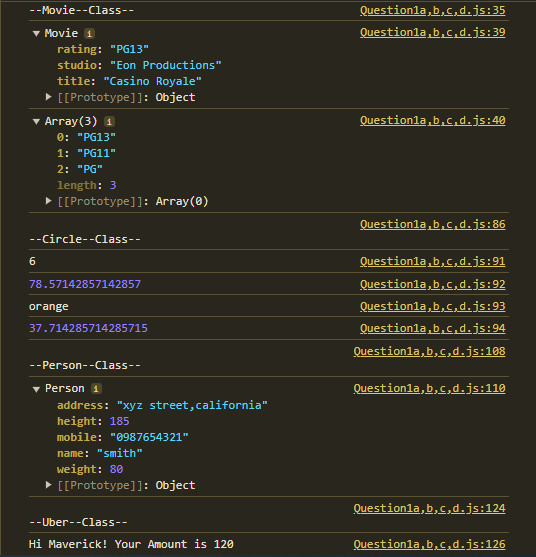 --Movie--Class-- Question1a,b,c,d.js:35
▼ Movie i Question1a,b,c,d.js:39
rating: "PG13"
studio: "Eon Productions"
title: "Casino Royale"
▶ [[Prototype]]: Object
▼ Array(3) i Question1a,b,c,d.js:40
0: "PG13"
1: "PG11"
2: "PG"
length: 3
▶ [[Prototype]]: Array(0)
Question1a,b,c,d.js:86
--Circle--Class--
6 Question1a,b,c,d.js:91
78.57142857142857 Question1a,b,c,d.js:92
orange Question1a,b,c,d.js:93
37.714285714285715 Question1a,b,c,d.js:94
Question1a,b,c,d.js:108
--Person--Class--
▼ Person i Question1a,b,c,d.js:110
address: "xyz street,california"
height: 185
mobile: "0987654321"
name: "smith"
weight: 80
▶ [[Prototype]]: Object
Question1a,b,c,d.js:124
--Uber--Class--
Hi Maverick! Your Amount is 120 Question1a,b,c,d.js:126